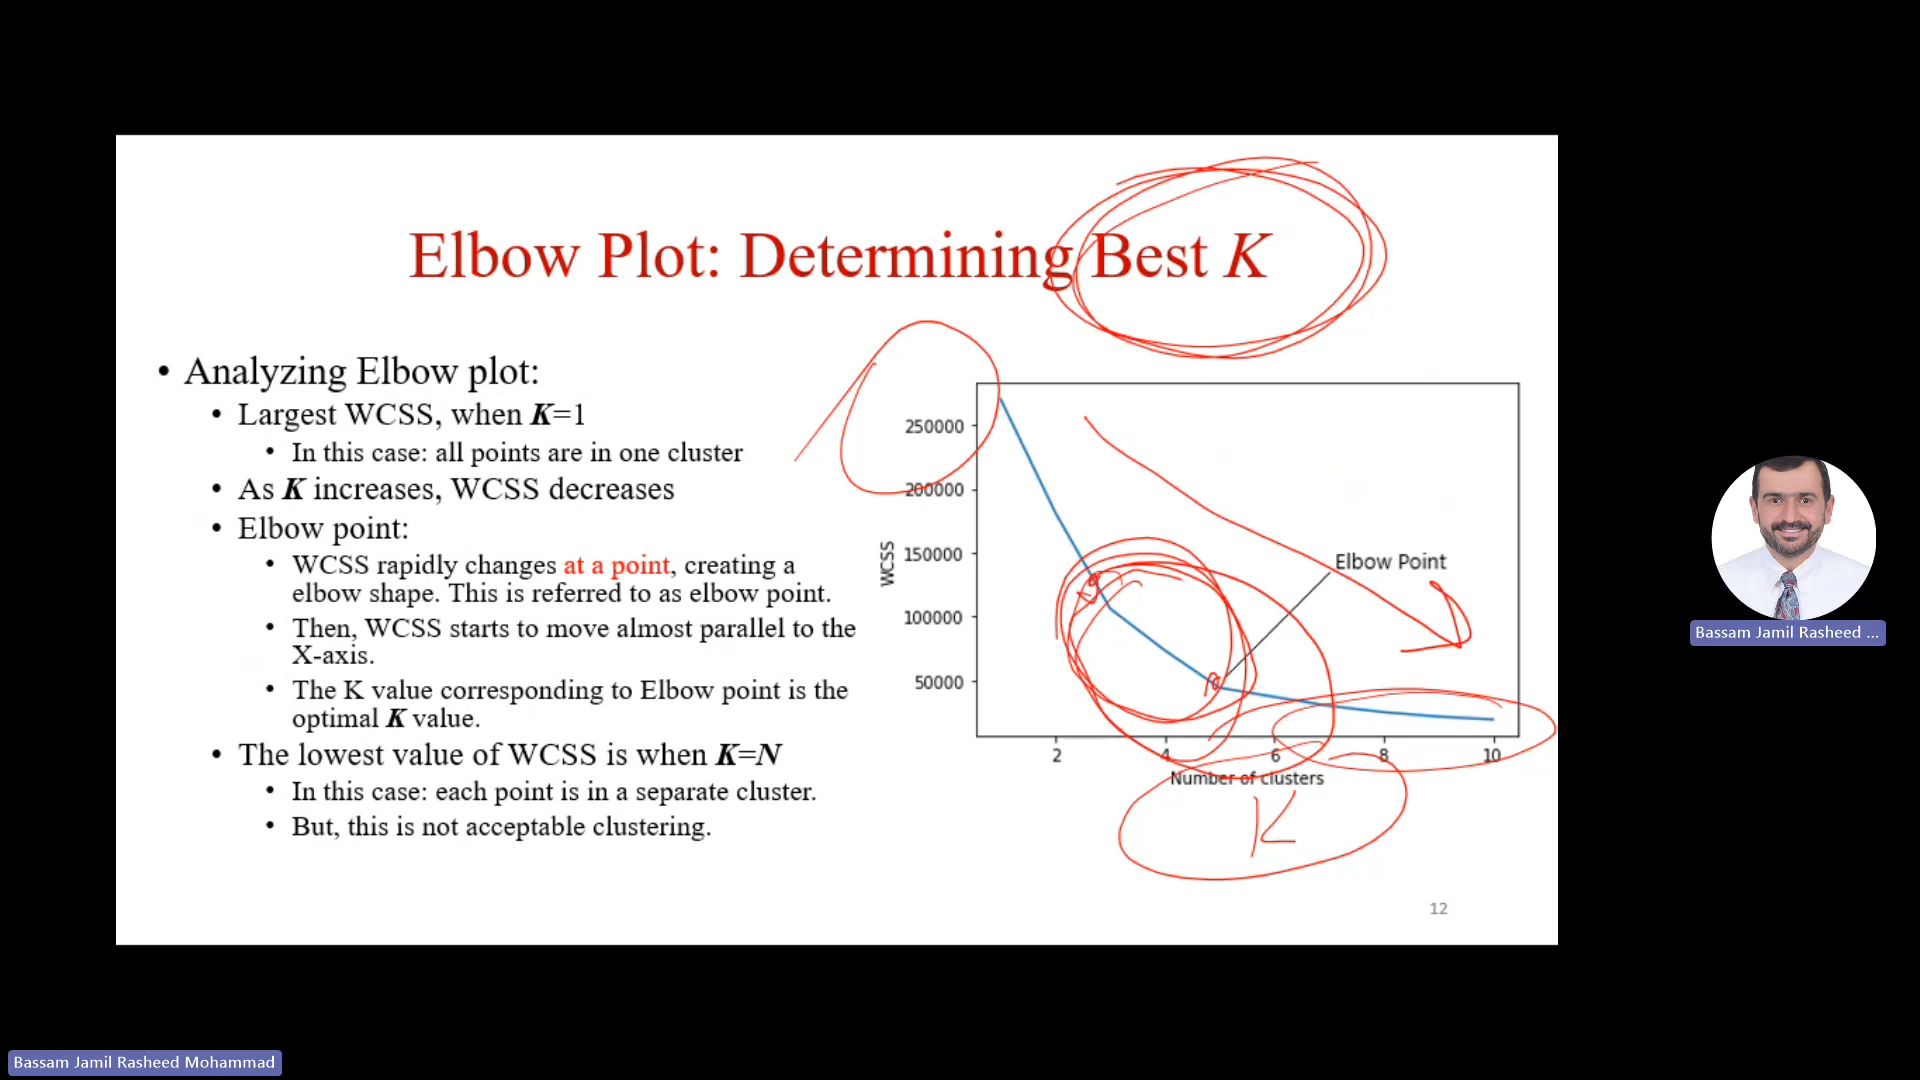 Elbow Plot: Determining Best K
• Analyzing Elbow plot:
• Largest WCSS, when K=1
• In this case: all points are in one cluster
• As K increases, WCSS decreases
• Elbow point:
• WCSS rapidly changes at a point, creating a
elbow shape. This is referred to as elbow point.
• Then, WCSS starts to move almost parallel to the
X-axis.
• The K value corresponding to Elbow point is the
optimal K value.
• The lowest value of WCSS is when K=N
• In this case: each point is in a separate cluster.
• But, this is not acceptable clustering.
250000
200000
150000
100000
50000
WCSS
Elbow Point
2 4 6 8 10
Number of clusters
K
12
Bassam Jamil Rasheed ...
Bassam Jamil Rasheed Mohammad